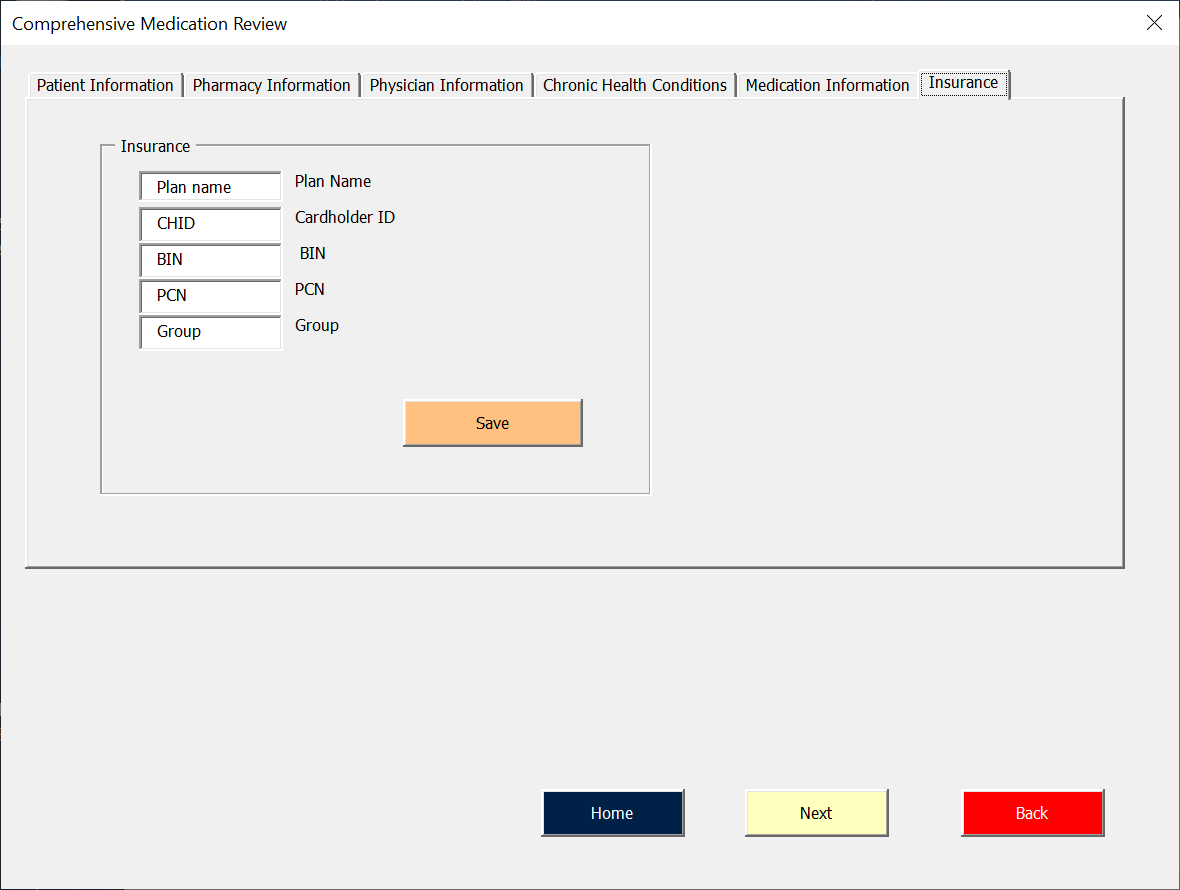 Comprehensive Medication Review
Patient Information Pharmacy Information Physician Information Chronic Health Conditions Medication Information Insurance
Insurance
Plan name Plan Name
CHID Cardholder ID
BIN BIN
PCN PCN
Group Group
Save
Home Next Back